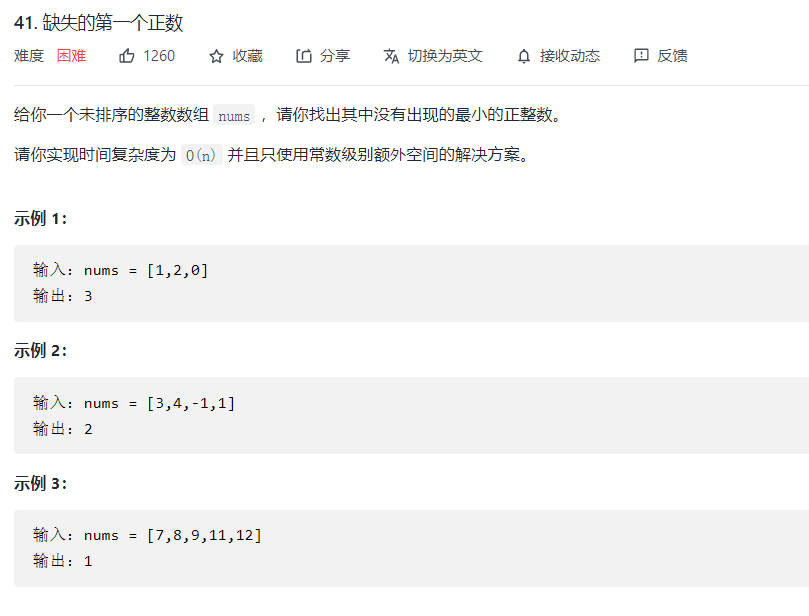 41. 缺失的第一个正数
难度 困难 1260 收藏 分享 切换为英文 接收动态 反馈
给你一个未排序的整数数组 nums ，请你找出其中没有出现的最小的正整数。
请你实现时间复杂度为 O(n) 并且只使用常数级别额外空间的解决方案。
示例 1：
输入：nums = [1,2,0]
输出：3
示例 2：
输入：nums = [3,4,-1,1]
输出：2
示例 3：
输入：nums = [7,8,9,11,12]
输出：1